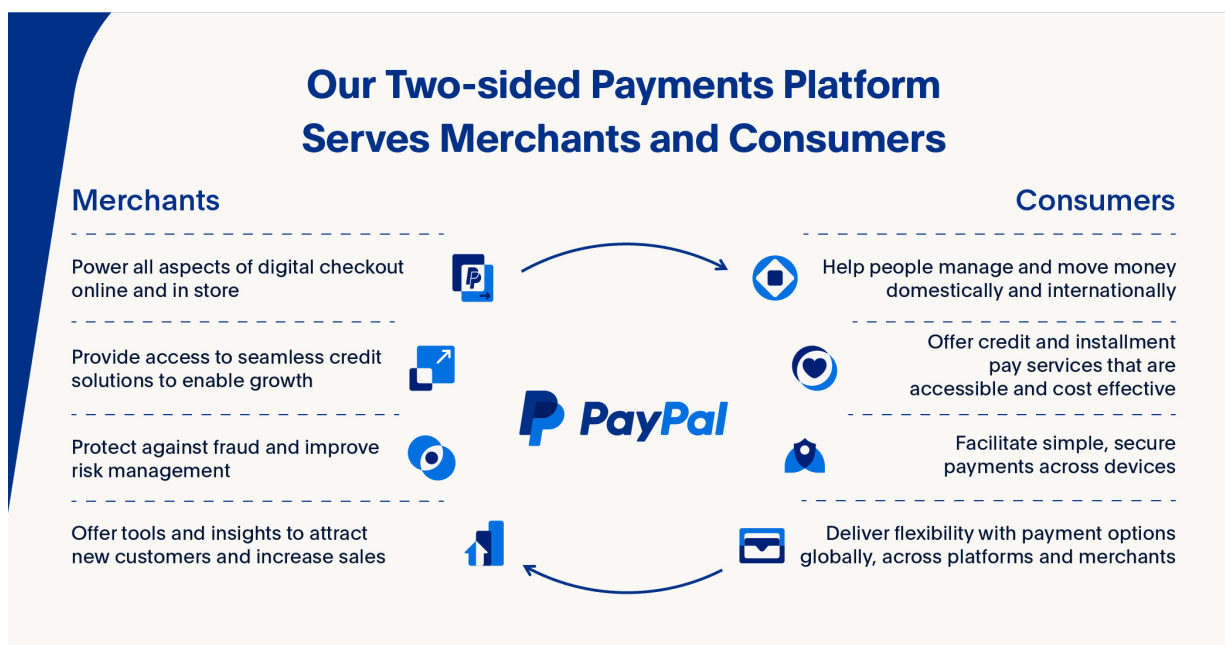 Our Two-sided Payments Platform
Serves Merchants and Consumers
Merchants
Power all aspects of digital checkout
online and in store
Provide access to seamless credit
solutions to enable growth
Protect against fraud and improve
risk management
Offer tools and insights to attract
new customers and increase sales
PayPal
Consumers
Help people manage and move money
domestically and internationally
Offer credit and installment
pay services that are
accessible and cost effective
Facilitate simple, secure
payments across devices
Deliver flexibility with payment options
globally, across platforms and merchants